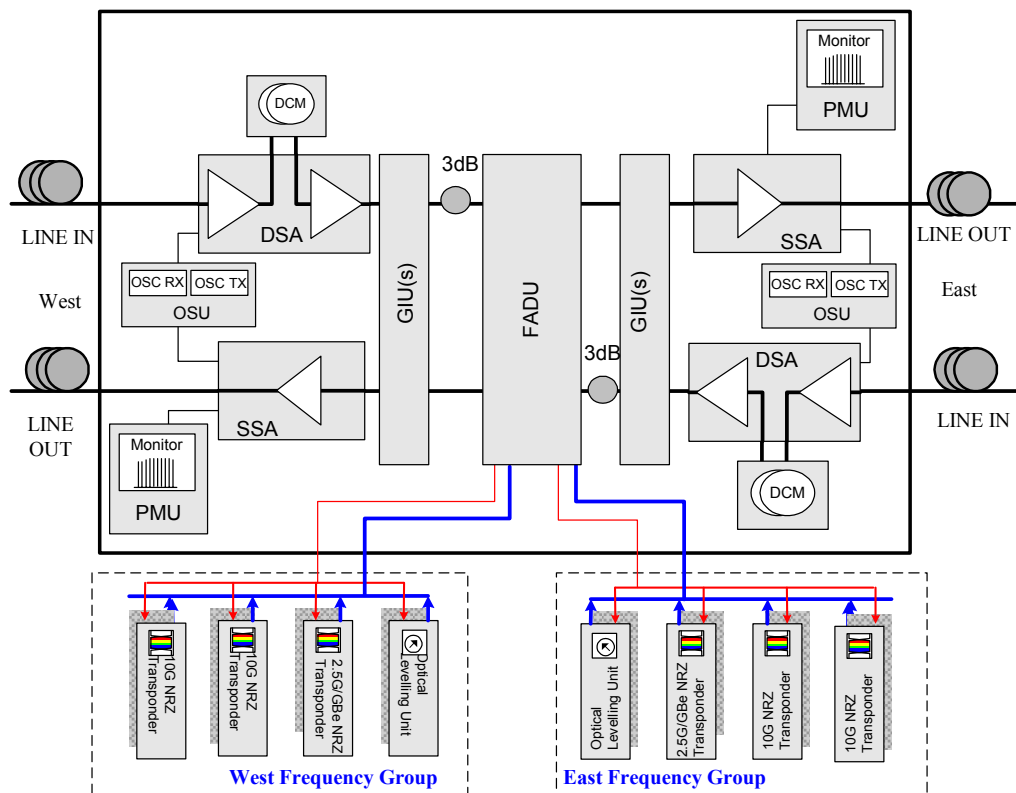 Monitor
PMU
DCM
3dB
DSA
SSA
LINE IN
LINE OUT
OSC RX
OSC TX
OSU
OSC RX
OSC TX
OSU
West
East
GIU(s)
FADU
GIU(s)
3dB
DSA
SSA
LINE
OUT
LINE IN
Monitor
PMU
DCM
10G NRZ
Transponder
10G NRZ
Transponder
2.5G/GBe NRZ
Transponder
Optical
Levelling Unit
Optical
Levelling Unit
2.5G/GBe NRZ
Transponder
10G NRZ
Transponder
10G NRZ
Transponder
West Frequency Group
East Frequency Group